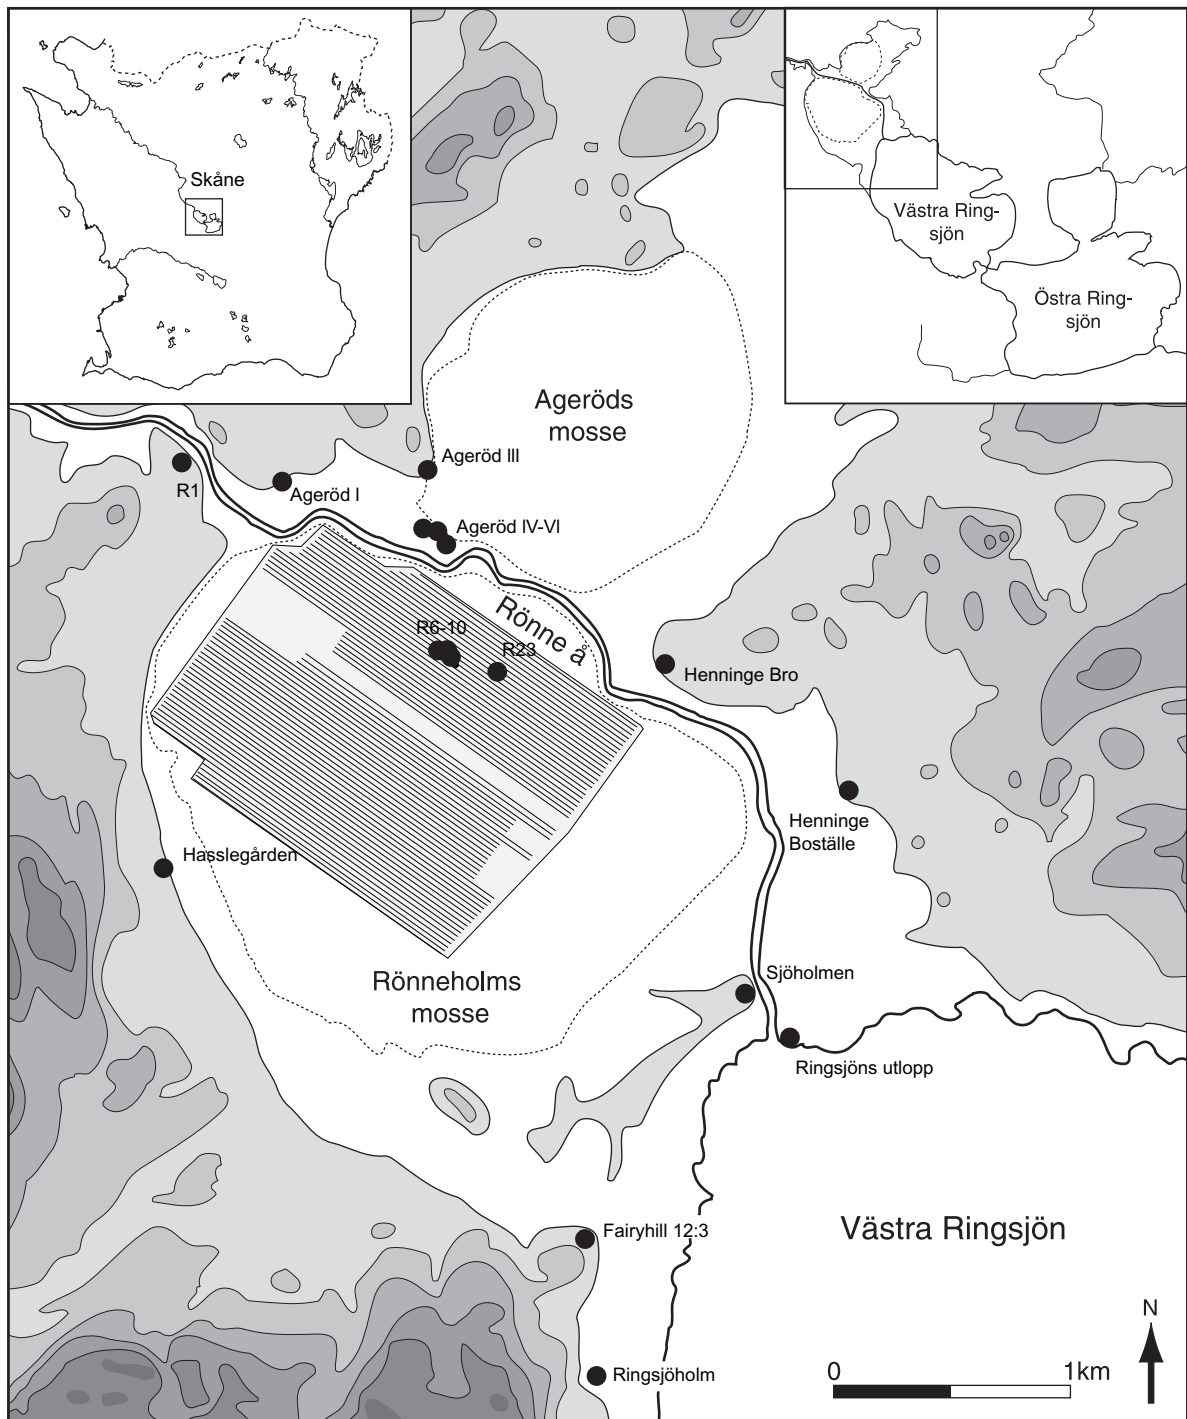 Skåne
Västra Ring-
sjön
Östra Ring-
sjön
Ageröds
mosse
Ageröd III
R1
Ageröd I
Ageröd IV-VI
Rönne å
R6-10
R23
Henninge Bro
Henninge
Boställe
Hasslegården
Rönneholms
mosse
Sjöholmen
Ringsjöns utlopp
Fairyhill 12:3
Västra Ringsjön
N
Ringsjöholm
0 1km